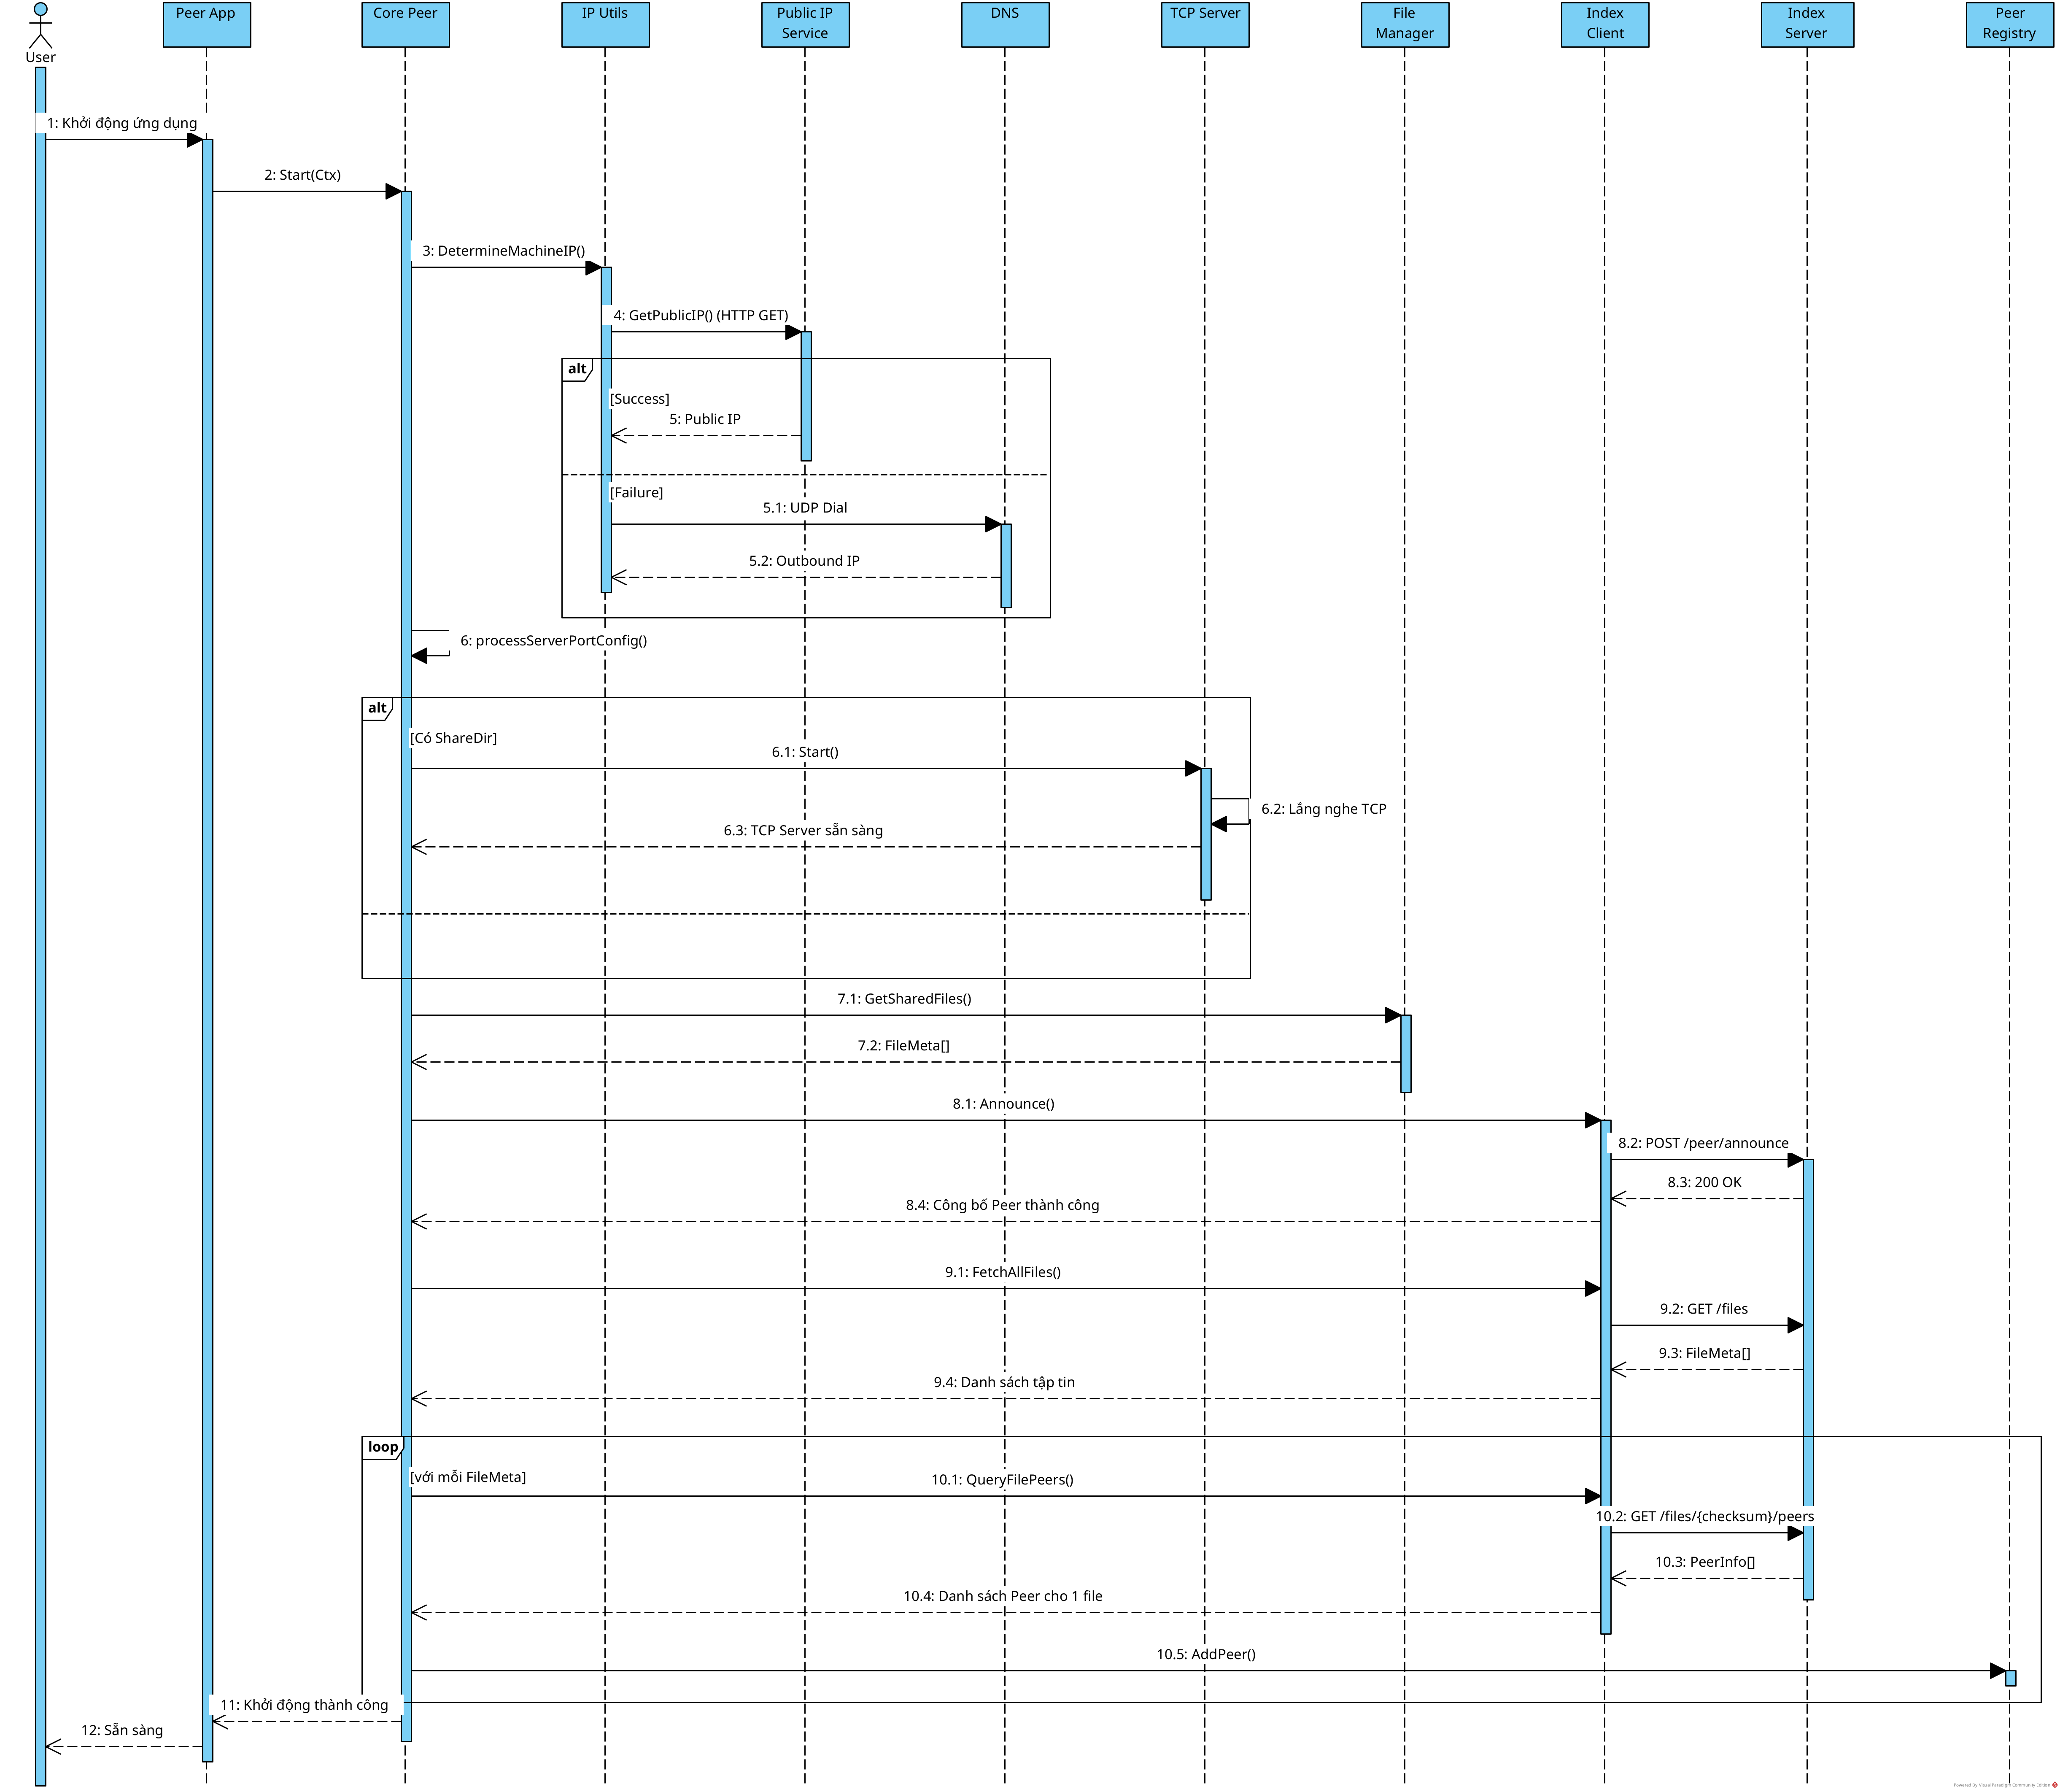 User
Peer App
Core Peer
IP Utils
Public IP
Service
DNS
TCP Server
File
Manager
Index
Client
Index
Server
Peer
Registry
1: Khởi động ứng dụng
2: Start(Ctx)
3: DetermineMachineIP()
4: GetPublicIP() (HTTP GET)
alt
[Success]
5: Public IP
[Failure]
5.1: UDP Dial
5.2: Outbound IP
6: processServerPortConfig()
alt
[Có ShareDir]
6.1: Start()
6.2: Lắng nghe TCP
6.3: TCP Server sẵn sàng
7.1: GetSharedFiles()
7.2: FileMeta[]
8.1: Announce()
8.2: POST /peer/announce
8.3: 200 OK
8.4: Công bố Peer thành công
9.1: FetchAllFiles()
9.2: GET /files
9.3: FileMeta[]
9.4: Danh sách tập tin
loop
[với mỗi FileMeta]
10.1: QueryFilePeers()
10.2: GET /files/{checksum}/peers
10.3: PeerInfo[]
10.4: Danh sách Peer cho 1 file
10.5: AddPeer()
11: Khởi động thành công
12: Sẵn sàng
Powered By Visual Paradigm Community Edition